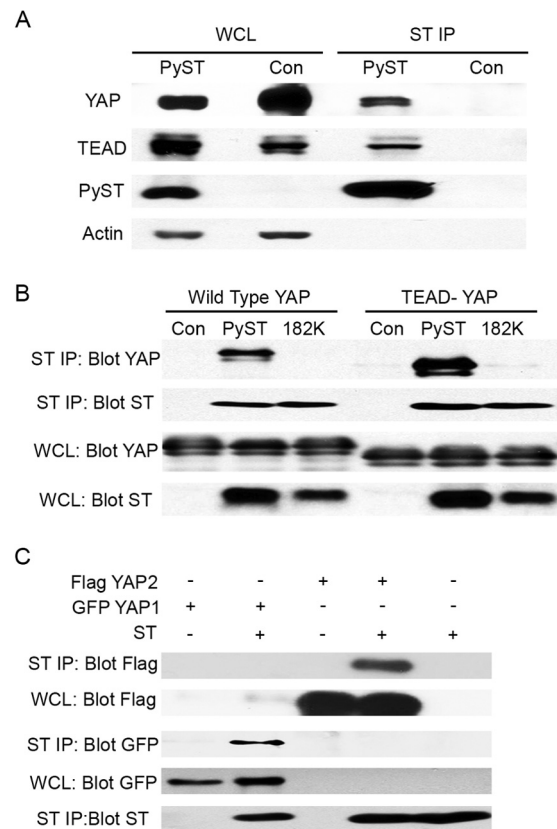 A
WCL ST IP
PyST Con PyST Con
YAP
TEAD
PyST
Actin
B
Wild Type YAP TEAD- YAP
Con PyST 182K Con PyST 182K
ST IP: Blot YAP
ST IP: Blot ST
WCL: Blot YAP
WCL: Blot ST
C
Flag YAP2 - - + + -
GFP YAP1 + + - - -
ST - + - + +
ST IP: Blot Flag
WCL: Blot Flag
ST IP: Blot GFP
WCL: Blot GFP
ST IP:Blot ST